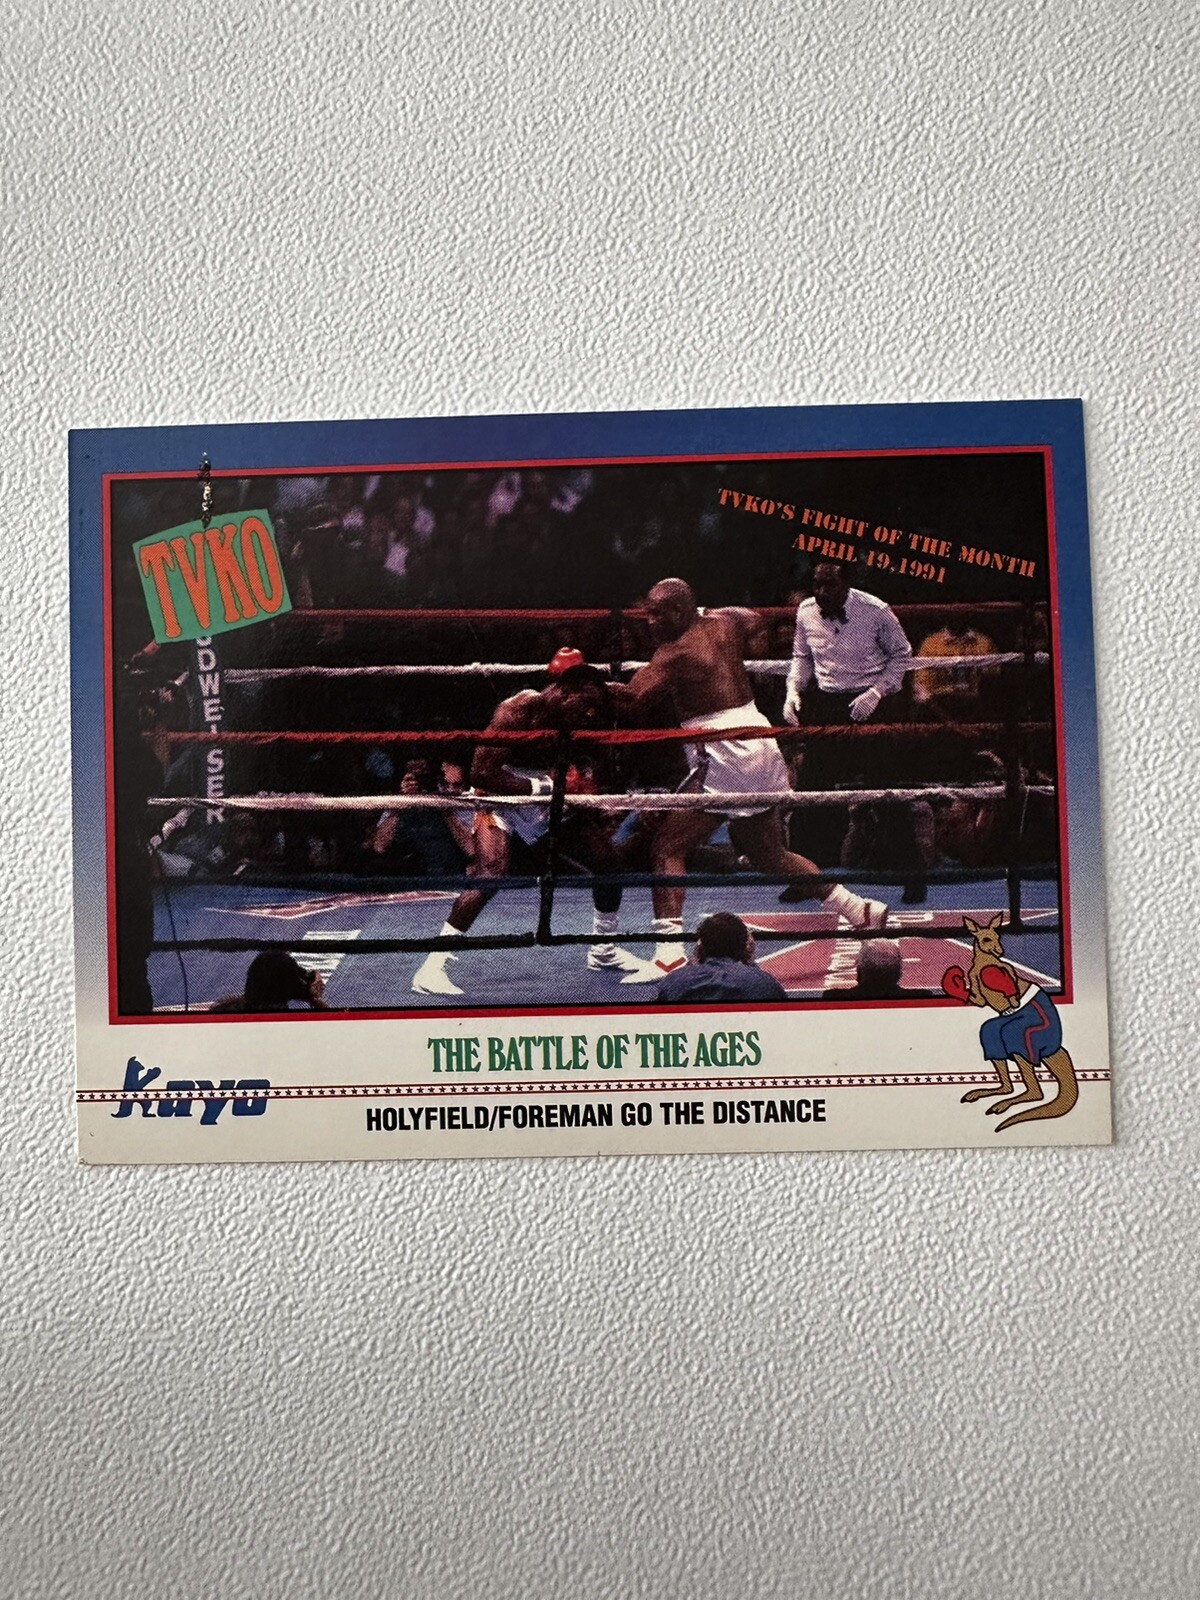 TVKO
TVKO'S FIGHT OF THE MONTH
APRIL 19, 1991
UDWEISER
THE BATTLE OF THE AGES
Kayo
HOLYFIELD/FOREMAN GO THE DISTANCE